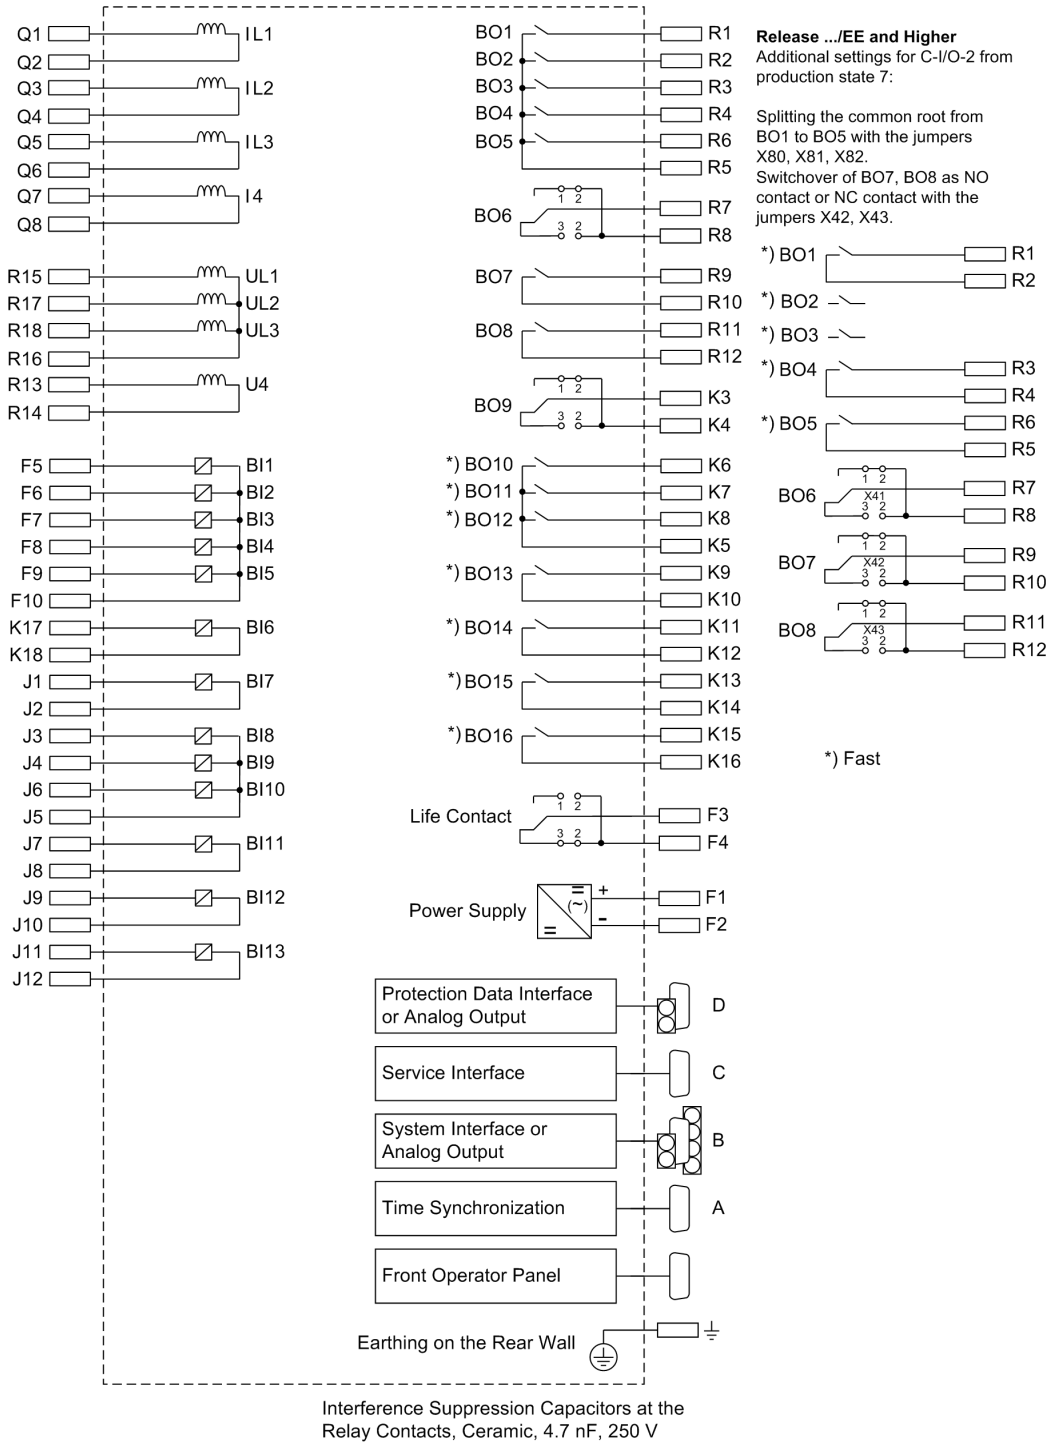 Q1 IL1
Q2
Q3 IL2
Q4
Q5 IL3
Q6
Q7 I4
Q8
R15 UL1
R17 UL2
R18 UL3
R16
R13 U4
R14
F5 BI1
F6 BI2
F7 BI3
F8 BI4
F9 BI5
F10
K17 BI6
K18
J1 BI7
J2
J3 BI8
J4 BI9
J6 BI10
J5
J7 BI11
J8
J9 BI12
J10
J11 BI13
J12
BO1 R1
BO2 R2
BO3 R3
BO4 R4
BO5 R6
R5
1 2
BO6 R7
3 2 R8
BO7 R9
R10
BO8 R11
R12
1 2
BO9 K3
3 2 K4
*) BO10 K6
*) BO11 K7
*) BO12 K8
K5
*) BO13 K9
K10
*) BO14 K11
K12
*) BO15 K13
K14
*) BO16 K15
K16
1 2
Life Contact F3
3 2 F4
= + F1
Power Supply (~)
= - F2
Protection Data Interface
or Analog Output D
Service Interface C
System Interface or
Analog Output B
Time Synchronization A
Front Operator Panel
Earthing on the Rear Wall
Interference Suppression Capacitors at the
Relay Contacts, Ceramic, 4.7 nF, 250 V
Release .../EE and Higher
Additional settings for C-I/O-2 from
production state 7:
Splitting the common root from
BO1 to BO5 with the jumpers
X80, X81, X82.
Switchover of BO7, BO8 as NO
contact or NC contact with the
jumpers X42, X43.
*) BO1 R1
R2
*) BO2
*) BO3
*) BO4 R3
R4
*) BO5 R6
R5
1 2
BO6 X41 R7
3 2 R8
1 2
BO7 X42 R9
3 2 R10
1 2
BO8 X43 R11
3 2 R12
*) Fast